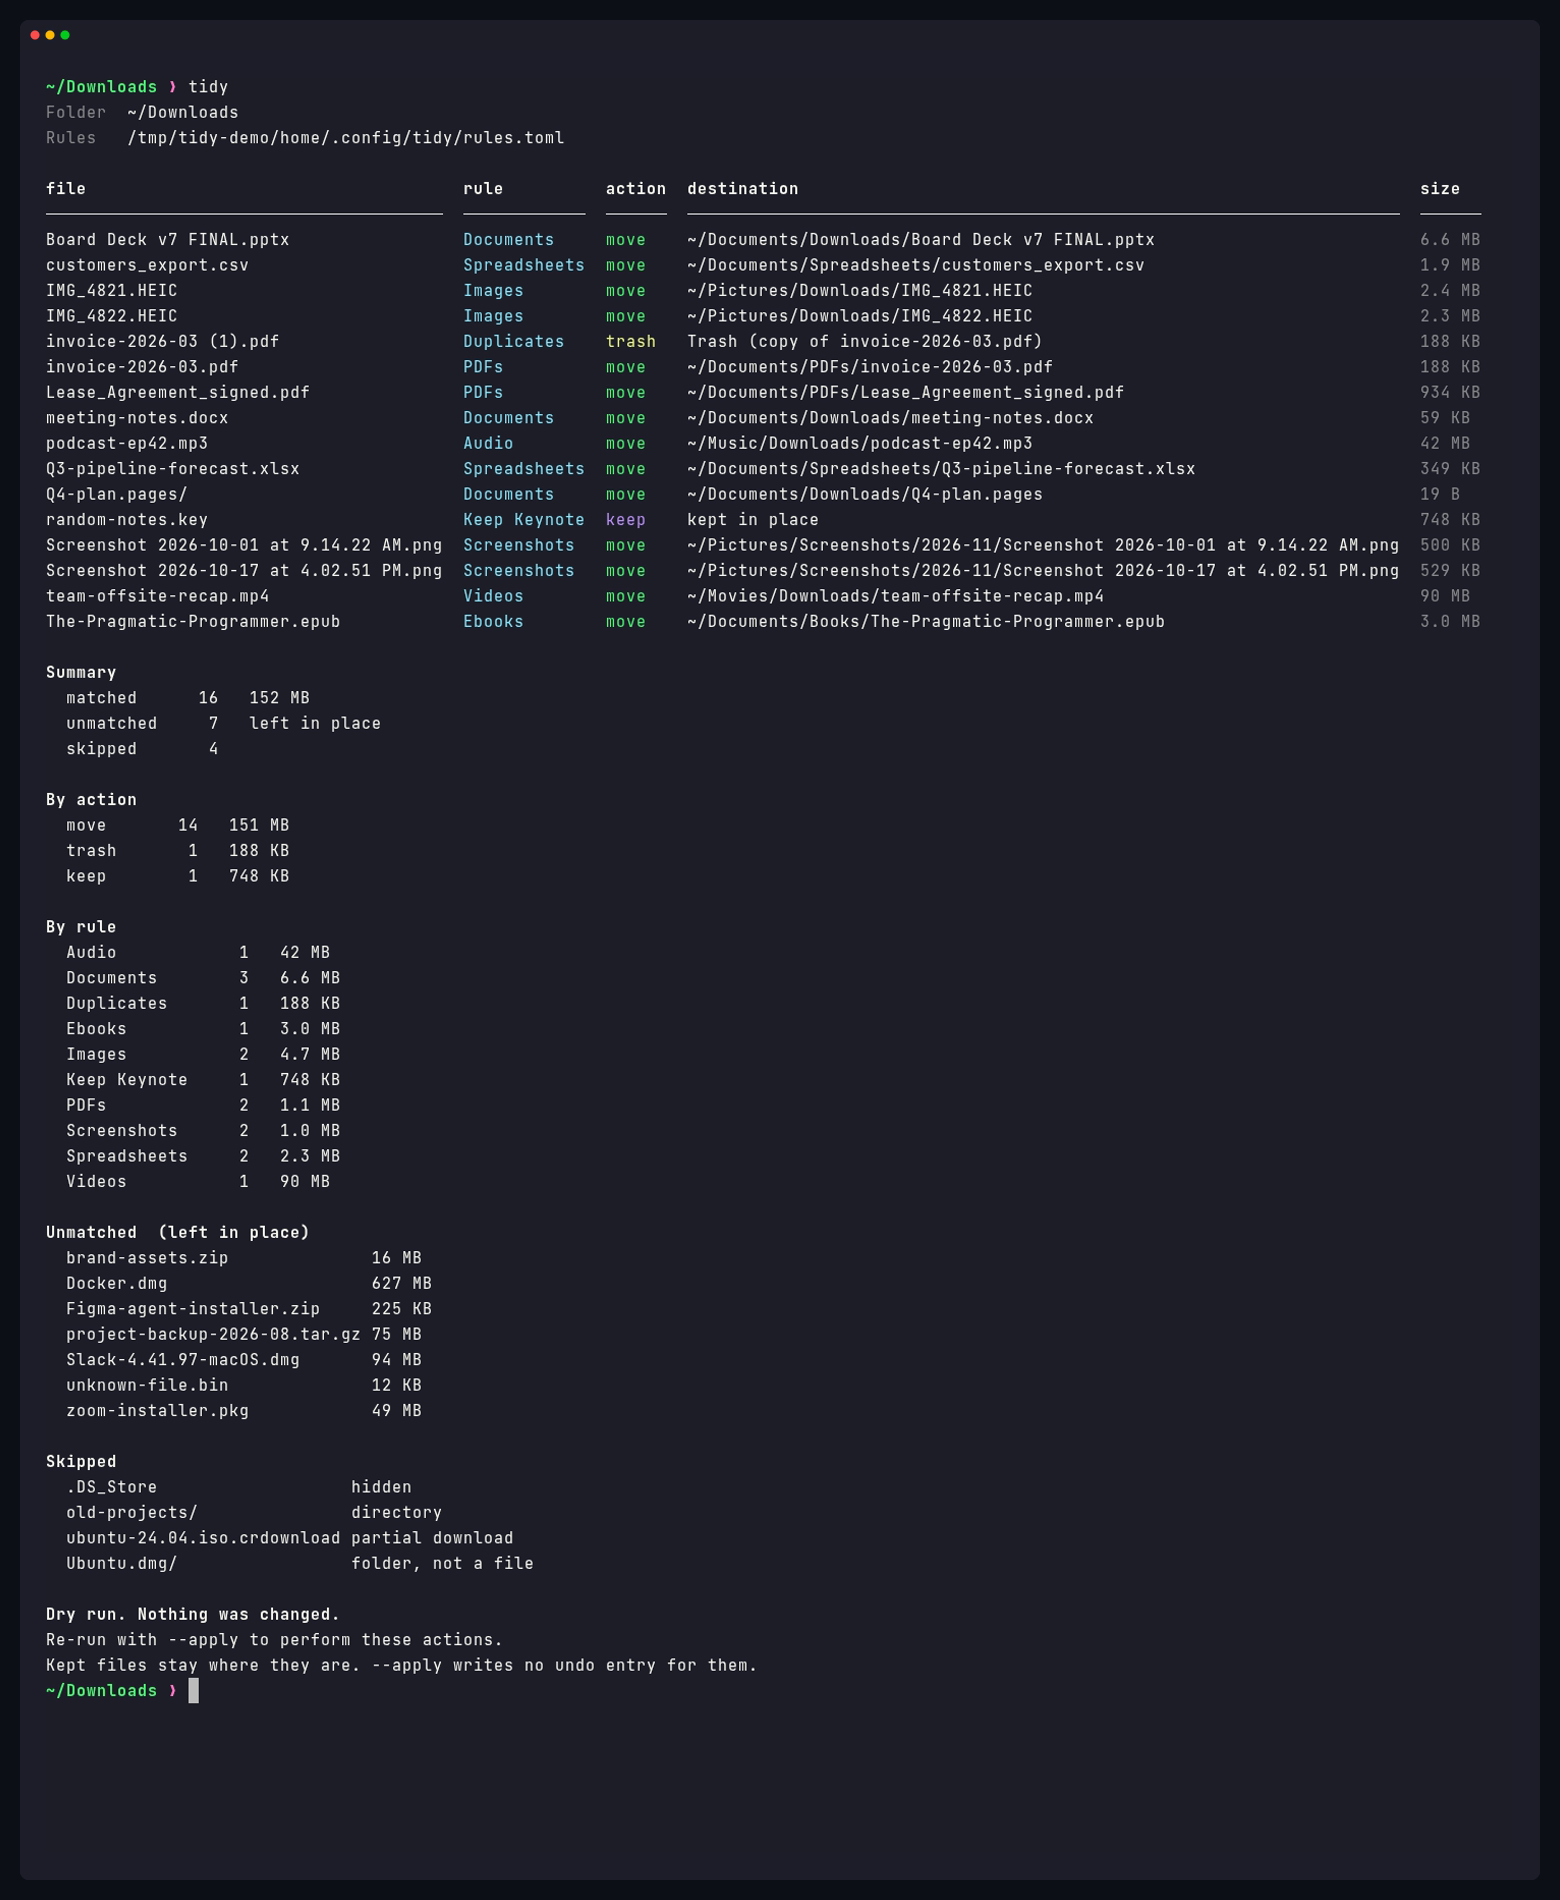 ~/Downloads ❯ tidy
Folder  ~/Downloads
Rules   /tmp/tidy-demo/home/.config/tidy/rules.toml
file  rule  action  destination  size
Board Deck v7 FINAL.pptx  Documents  move  ~/Documents/Downloads/Board Deck v7 FINAL.pptx  6.6 MB
customers_export.csv  Spreadsheets  move  ~/Documents/Spreadsheets/customers_export.csv  1.9 MB
IMG_4821.HEIC  Images  move  ~/Pictures/Downloads/IMG_4821.HEIC  2.4 MB
IMG_4822.HEIC  Images  move  ~/Pictures/Downloads/IMG_4822.HEIC  2.3 MB
invoice-2026-03 (1).pdf  Duplicates  trash  Trash (copy of invoice-2026-03.pdf)  188 KB
invoice-2026-03.pdf  PDFs  move  ~/Documents/PDFs/invoice-2026-03.pdf  188 KB
Lease_Agreement_signed.pdf  PDFs  move  ~/Documents/PDFs/Lease_Agreement_signed.pdf  934 KB
meeting-notes.docx  Documents  move  ~/Documents/Downloads/meeting-notes.docx  59 KB
podcast-ep42.mp3  Audio  move  ~/Music/Downloads/podcast-ep42.mp3  42 MB
Q3-pipeline-forecast.xlsx  Spreadsheets  move  ~/Documents/Spreadsheets/Q3-pipeline-forecast.xlsx  349 KB
Q4-plan.pages/  Documents  move  ~/Documents/Downloads/Q4-plan.pages  19 B
random-notes.key  Keep Keynote  keep  kept in place  748 KB
Screenshot 2026-10-01 at 9.14.22 AM.png  Screenshots  move  ~/Pictures/Screenshots/2026-11/Screenshot 2026-10-01 at 9.14.22 AM.png  500 KB
Screenshot 2026-10-17 at 4.02.51 PM.png  Screenshots  move  ~/Pictures/Screenshots/2026-11/Screenshot 2026-10-17 at 4.02.51 PM.png  529 KB
team-offsite-recap.mp4  Videos  move  ~/Movies/Downloads/team-offsite-recap.mp4  90 MB
The-Pragmatic-Programmer.epub  Ebooks  move  ~/Documents/Books/The-Pragmatic-Programmer.epub  3.0 MB
Summary
matched  16  152 MB
unmatched  7  left in place
skipped  4
By action
move  14  151 MB
trash  1  188 KB
keep  1  748 KB
By rule
Audio  1  42 MB
Documents  3  6.6 MB
Duplicates  1  188 KB
Ebooks  1  3.0 MB
Images  2  4.7 MB
Keep Keynote  1  748 KB
PDFs  2  1.1 MB
Screenshots  2  1.0 MB
Spreadsheets  2  2.3 MB
Videos  1  90 MB
Unmatched  (left in place)
brand-assets.zip  16 MB
Docker.dmg  627 MB
Figma-agent-installer.zip  225 KB
project-backup-2026-08.tar.gz 75 MB
Slack-4.41.97-macOS.dmg  94 MB
unknown-file.bin  12 KB
zoom-installer.pkg  49 MB
Skipped
.DS_Store  hidden
old-projects/  directory
ubuntu-24.04.iso.crdownload partial download
Ubuntu.dmg/  folder, not a file
Dry run. Nothing was changed.
Re-run with --apply to perform these actions.
Kept files stay where they are. --apply writes no undo entry for them.
~/Downloads ❯